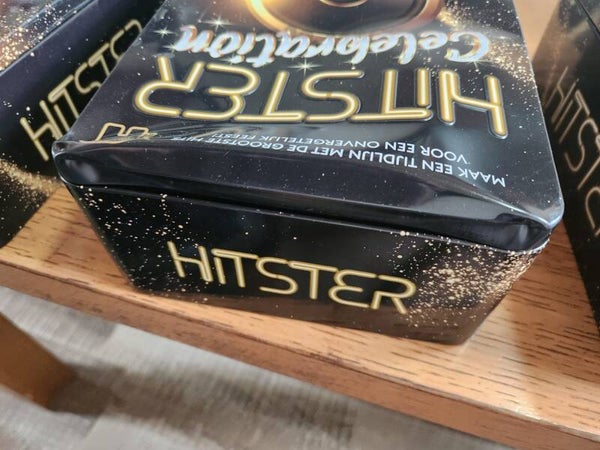 Celebration
HITSTER
MAAK EEN TIJDLIJN MET DE GROOTSTE HITS
VOOR EEN ONVERGETELIJK FEEST!
HITSTER
HITSTER
HITSTER